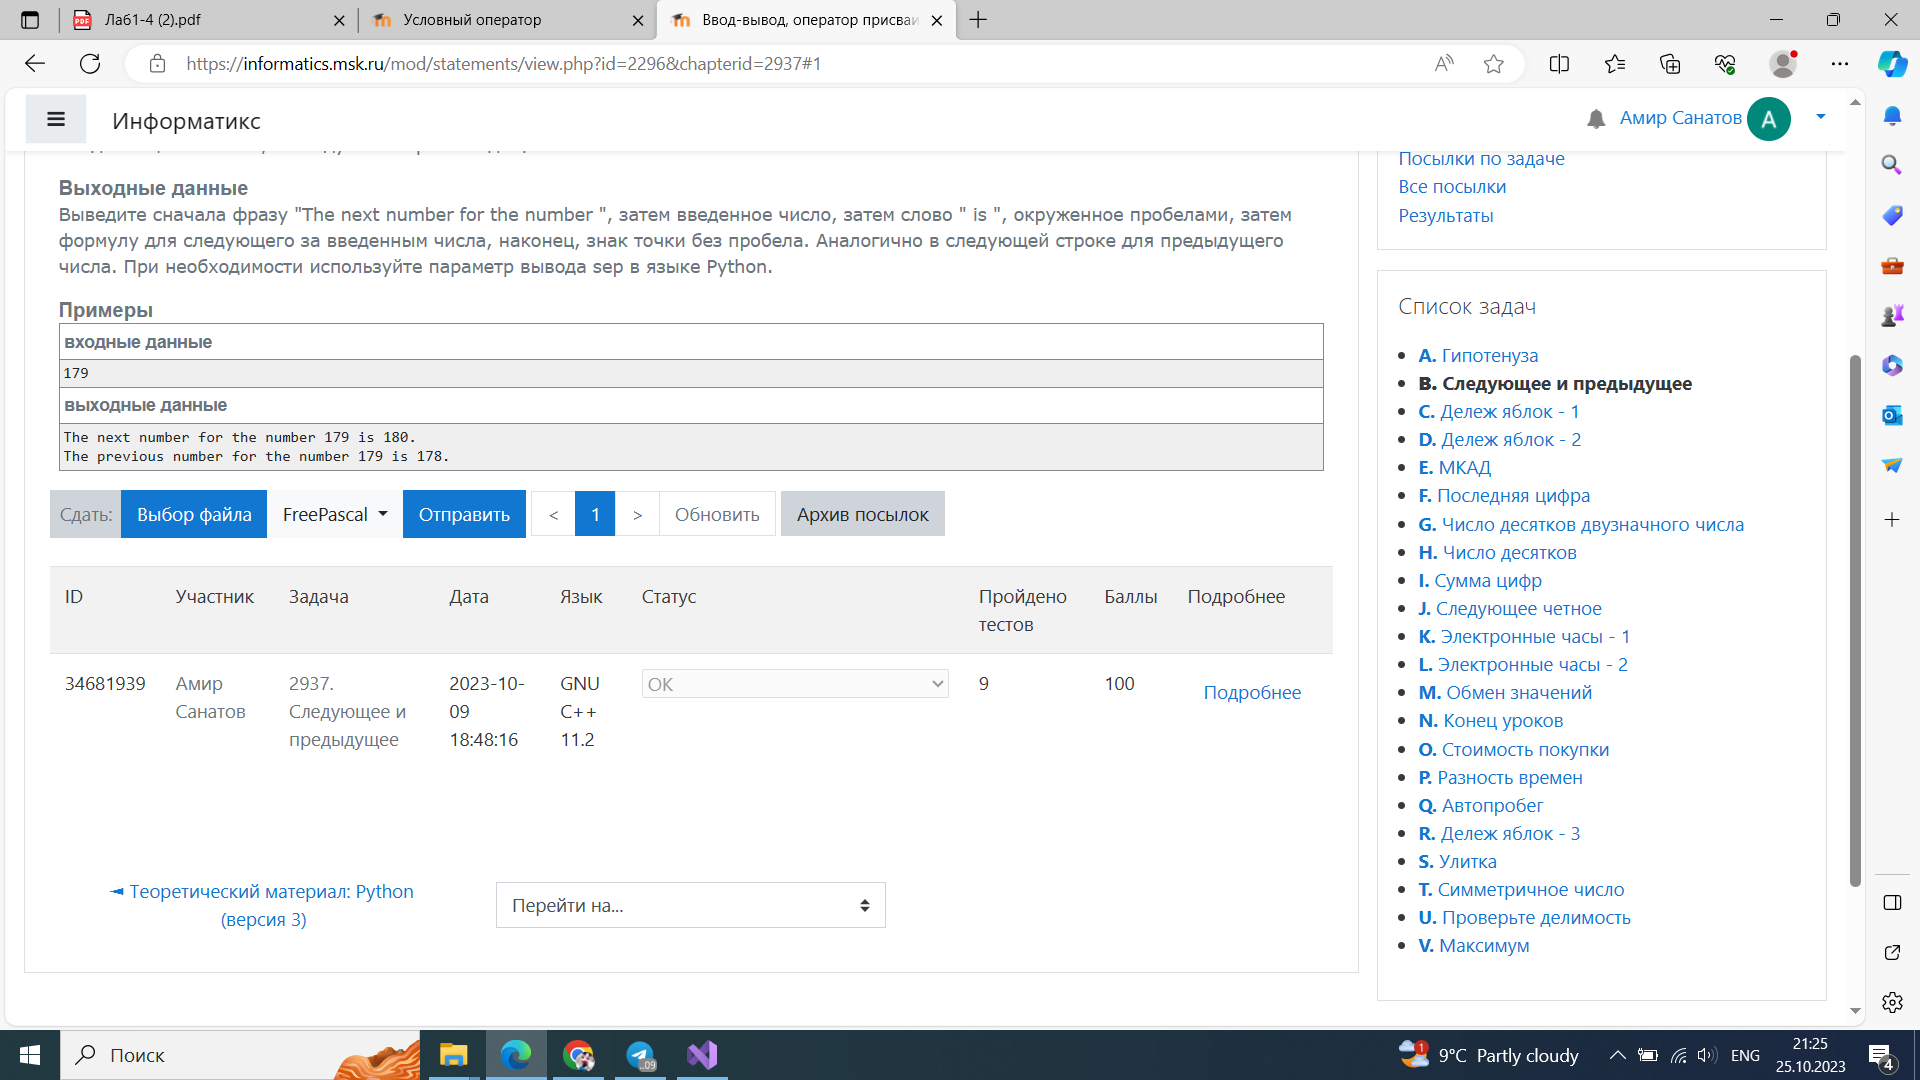 Лаб1-4 (2).pdf
Условный оператор
Ввод-вывод, оператор присваи
https://informatics.msk.ru/mod/statements/view.php?id=2296&chapterid=2937#1
Информатикс
Амир Санатов
A
Выходные данные
Выведите сначала фразу "The next number for the number ", затем введенное число, затем слово " is ", окруженное пробелами, затем
формулу для следующего за введенным числа, наконец, знак точки без пробела. Аналогично в следующей строке для предыдущего
числа. При необходимости используйте параметр вывода sep в языке Python.
Примеры
входные данные
179
выходные данные
The next number for the number 179 is 180.
The previous number for the number 179 is 178.
Сдать: Выбор файла FreePascal Отправить < 1 > Обновить Архив посылок
ID Участник Задача Дата Язык Статус Пройдено тестов Баллы Подробнее
34681939 Амир Санатов 2937. Следующее и предыдущее 2023-10-09 18:48:16 GNU C++ 11.2 OK 9 100 Подробнее
◄ Теоретический материал: Python
(версия 3)
Перейти на...
Посылки по задаче
Все посылки
Результаты
Список задач
A. Гипотенуза
B. Следующее и предыдущее
C. Дележ яблок - 1
D. Дележ яблок - 2
E. МКАД
F. Последняя цифра
G. Число десятков двузначного числа
H. Число десятков
I. Сумма цифр
J. Следующее четное
K. Электронные часы - 1
L. Электронные часы - 2
M. Обмен значений
N. Конец уроков
O. Стоимость покупки
P. Разность времен
Q. Автопробег
R. Дележ яблок - 3
S. Улитка
T. Симметричное число
U. Проверьте делимость
V. Максимум
Поиск
.09
1
9°C Partly cloudy
ENG
21:25
25.10.2023
4